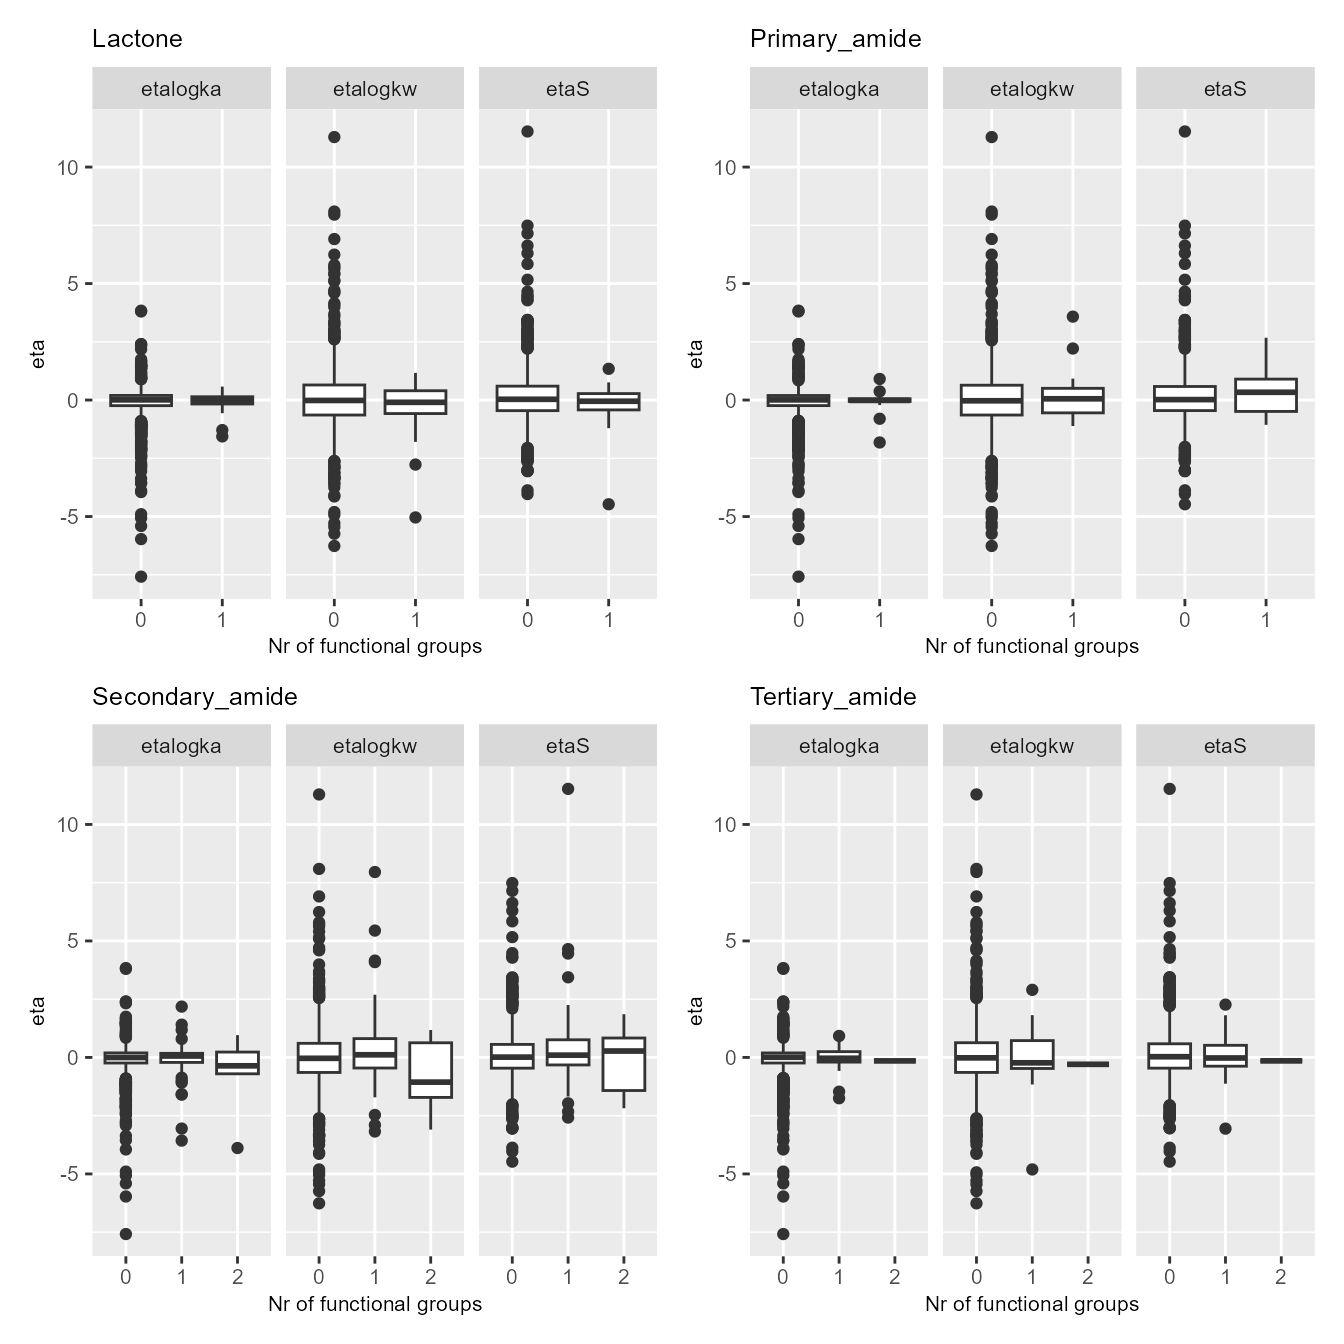 Lactone
etalogka etalogkw etaS
10
5
0
-5
eta
0 1 0 1 0 1
Nr of functional groups
Primary_amide
etalogka etalogkw etaS
10
5
0
-5
eta
0 1 0 1 0 1
Nr of functional groups
Secondary_amide
etalogka etalogkw etaS
10
5
0
-5
eta
0 1 2 0 1 2 0 1 2
Nr of functional groups
Tertiary_amide
etalogka etalogkw etaS
10
5
0
-5
eta
0 1 2 0 1 2 0 1 2
Nr of functional groups